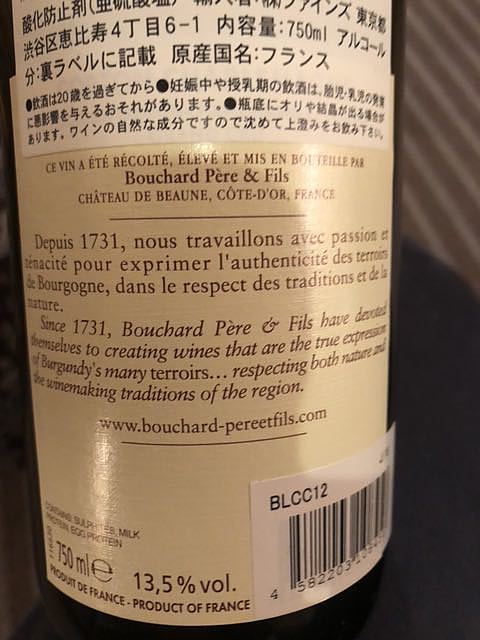 酸化防止剤(亜硫酸塩)
渋谷区恵比寿4丁目6-1 内容量:750ml アルコール
分:裏ラベルに記載 原産国名:フランス
●飲酒は20歳を過ぎてから●妊娠中や授乳期の飲酒は、胎児・乳児の発育
に悪影響を与えるおそれがあります。●瓶底にオリや結晶が出る場合が
あります。ワインの自然な成分ですので沈めて上澄みをお飲み下さい。
CE VIN A ÉTÉ RÉCOLTÉ, ÉLEVÉ ET MIS EN BOUTEILLE PAR
Bouchard Père & Fils
CHÂTEAU DE BEAUNE, CÔTE-D'OR, FRANCE
Depuis 1731, nous travaillons avec passion et
ténacité pour exprimer l'authenticité des terroirs
de Bourgogne, dans le respect des traditions et de la
nature.
Since 1731, Bouchard Père & Fils have devoted
themselves to creating wines that are the true expression
of Burgundy's many terroirs... respecting both nature and
the winemaking traditions of the region.
www.bouchard-pereetfils.com
BLCC12
CONTAINS: SULPHITES, MILK
PROTEIN, EGG PROTEIN
750 ml e 13,5% vol.
PRODUIT DE FRANCE - PRODUCT OF FRANCE
4 582203